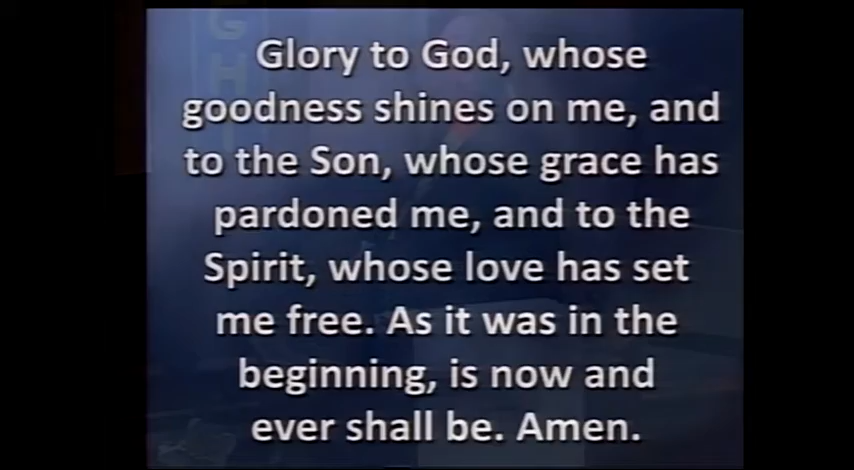 GHT
Glory to God, whose
goodness shines on me, and
to the Son, whose grace has
pardoned me, and to the
Spirit, whose love has set
me free. As it was in the
beginning, is now and
ever shall be. Amen.